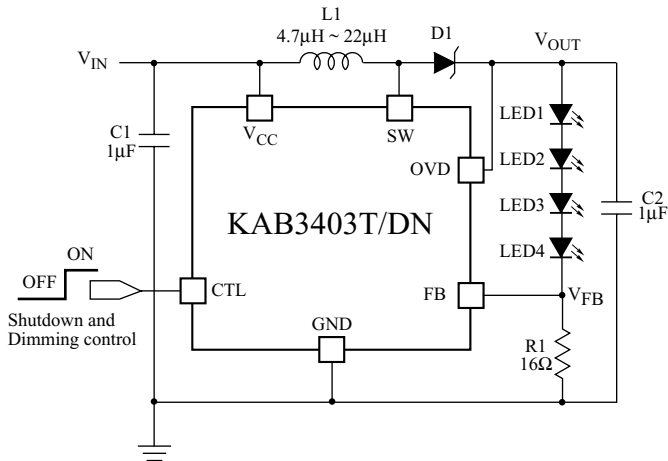 L1
4.7µH ~ 22µH
D1
V_IN
V_OUT
C1
1µF
V_CC
SW
LED1
OVD
LED2
KAB3403T/DN
LED3
C2
1µF
LED4
ON
OFF
CTL
FB
V_FB
Shutdown and
Dimming control
GND
R1
16Ω